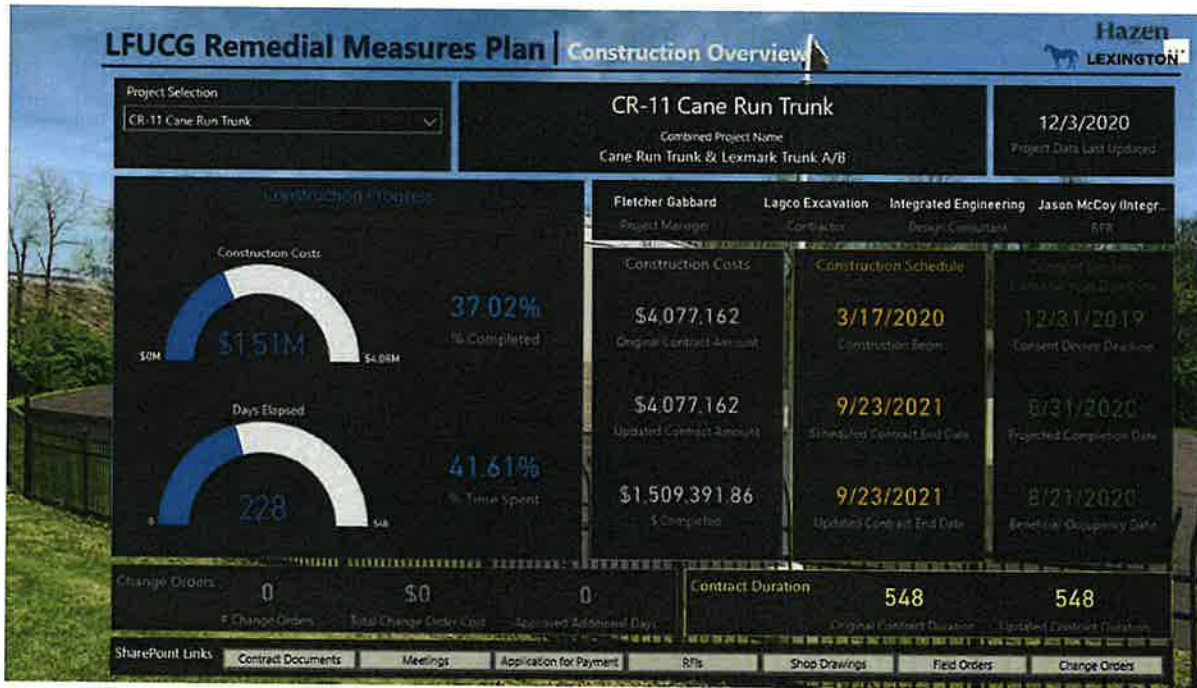 LFUCG Remedial Measures Plan | Construction Overview
Hazen
LEXINGTON
Project Selection
CR-11 Cane Run Trunk
CR-11 Cane Run Trunk
Combined Project Name
Cane Run Trunk & Lexmark Trunk A/B
12/3/2020
Project Data Last Updated
Construction Progress
Construction Costs
$1.51M
$0M
$4.08M
37.02%
% Completed
Days Elapsed
228
0
548
41.61%
% Time Spent
Fletcher Gabbard
Project Manager
Lagco Excavation
Contractor
Integrated Engineering
Design Consultant
Jason McCoy (Integr...
RPR
Construction Costs
$4,077,162
Original Contract Amount
$4,077,162
Updated Contract Amount
$1,509,391.86
$ Completed
Construction Schedule
3/17/2020
Construction Began
9/23/2021
Scheduled Contract End Date
9/23/2021
Updated Contract End Date
12/31/2019
Consent Decree Deadline
8/31/2020
Projected Completion Date
8/21/2020
Beneficial Occupancy Date
Change Orders
0
# Change Orders
$0
Total Change Order Cost
0
Approved Additional Days
Contract Duration
548
Original Contract Duration
548
Updated Contract Duration
SharePoint Links
Contract Documents
Meetings
Application for Payment
RFIs
Shop Drawings
Field Orders
Change Orders